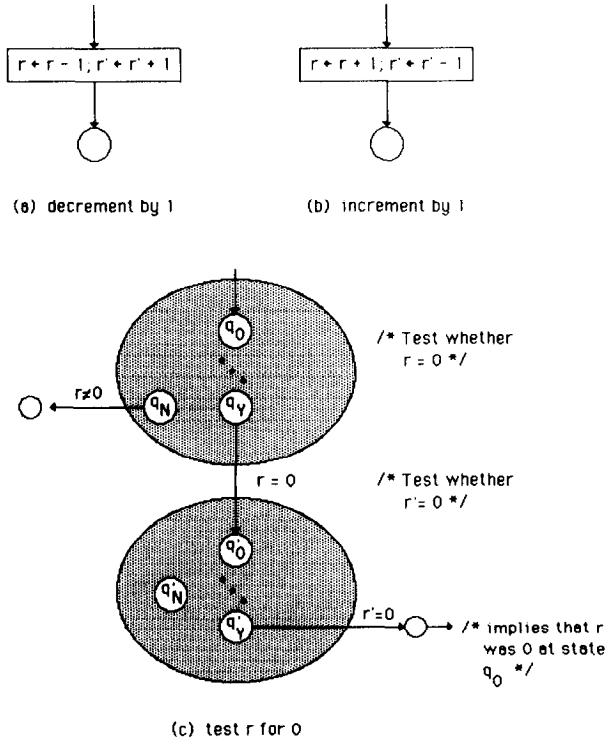 r ← r - 1; r' ← r' + 1
r ← r + 1; r' ← r' - 1
(a) decrement by 1
(b) increment by 1
q0
/* Test whether
r = 0 */
r≠0
qN
qY
r = 0
/* Test whether
r' = 0 */
q'0
q'N
q'Y
r'=0
/* implies that r
was 0 at state
q0 */
(c) test r for 0